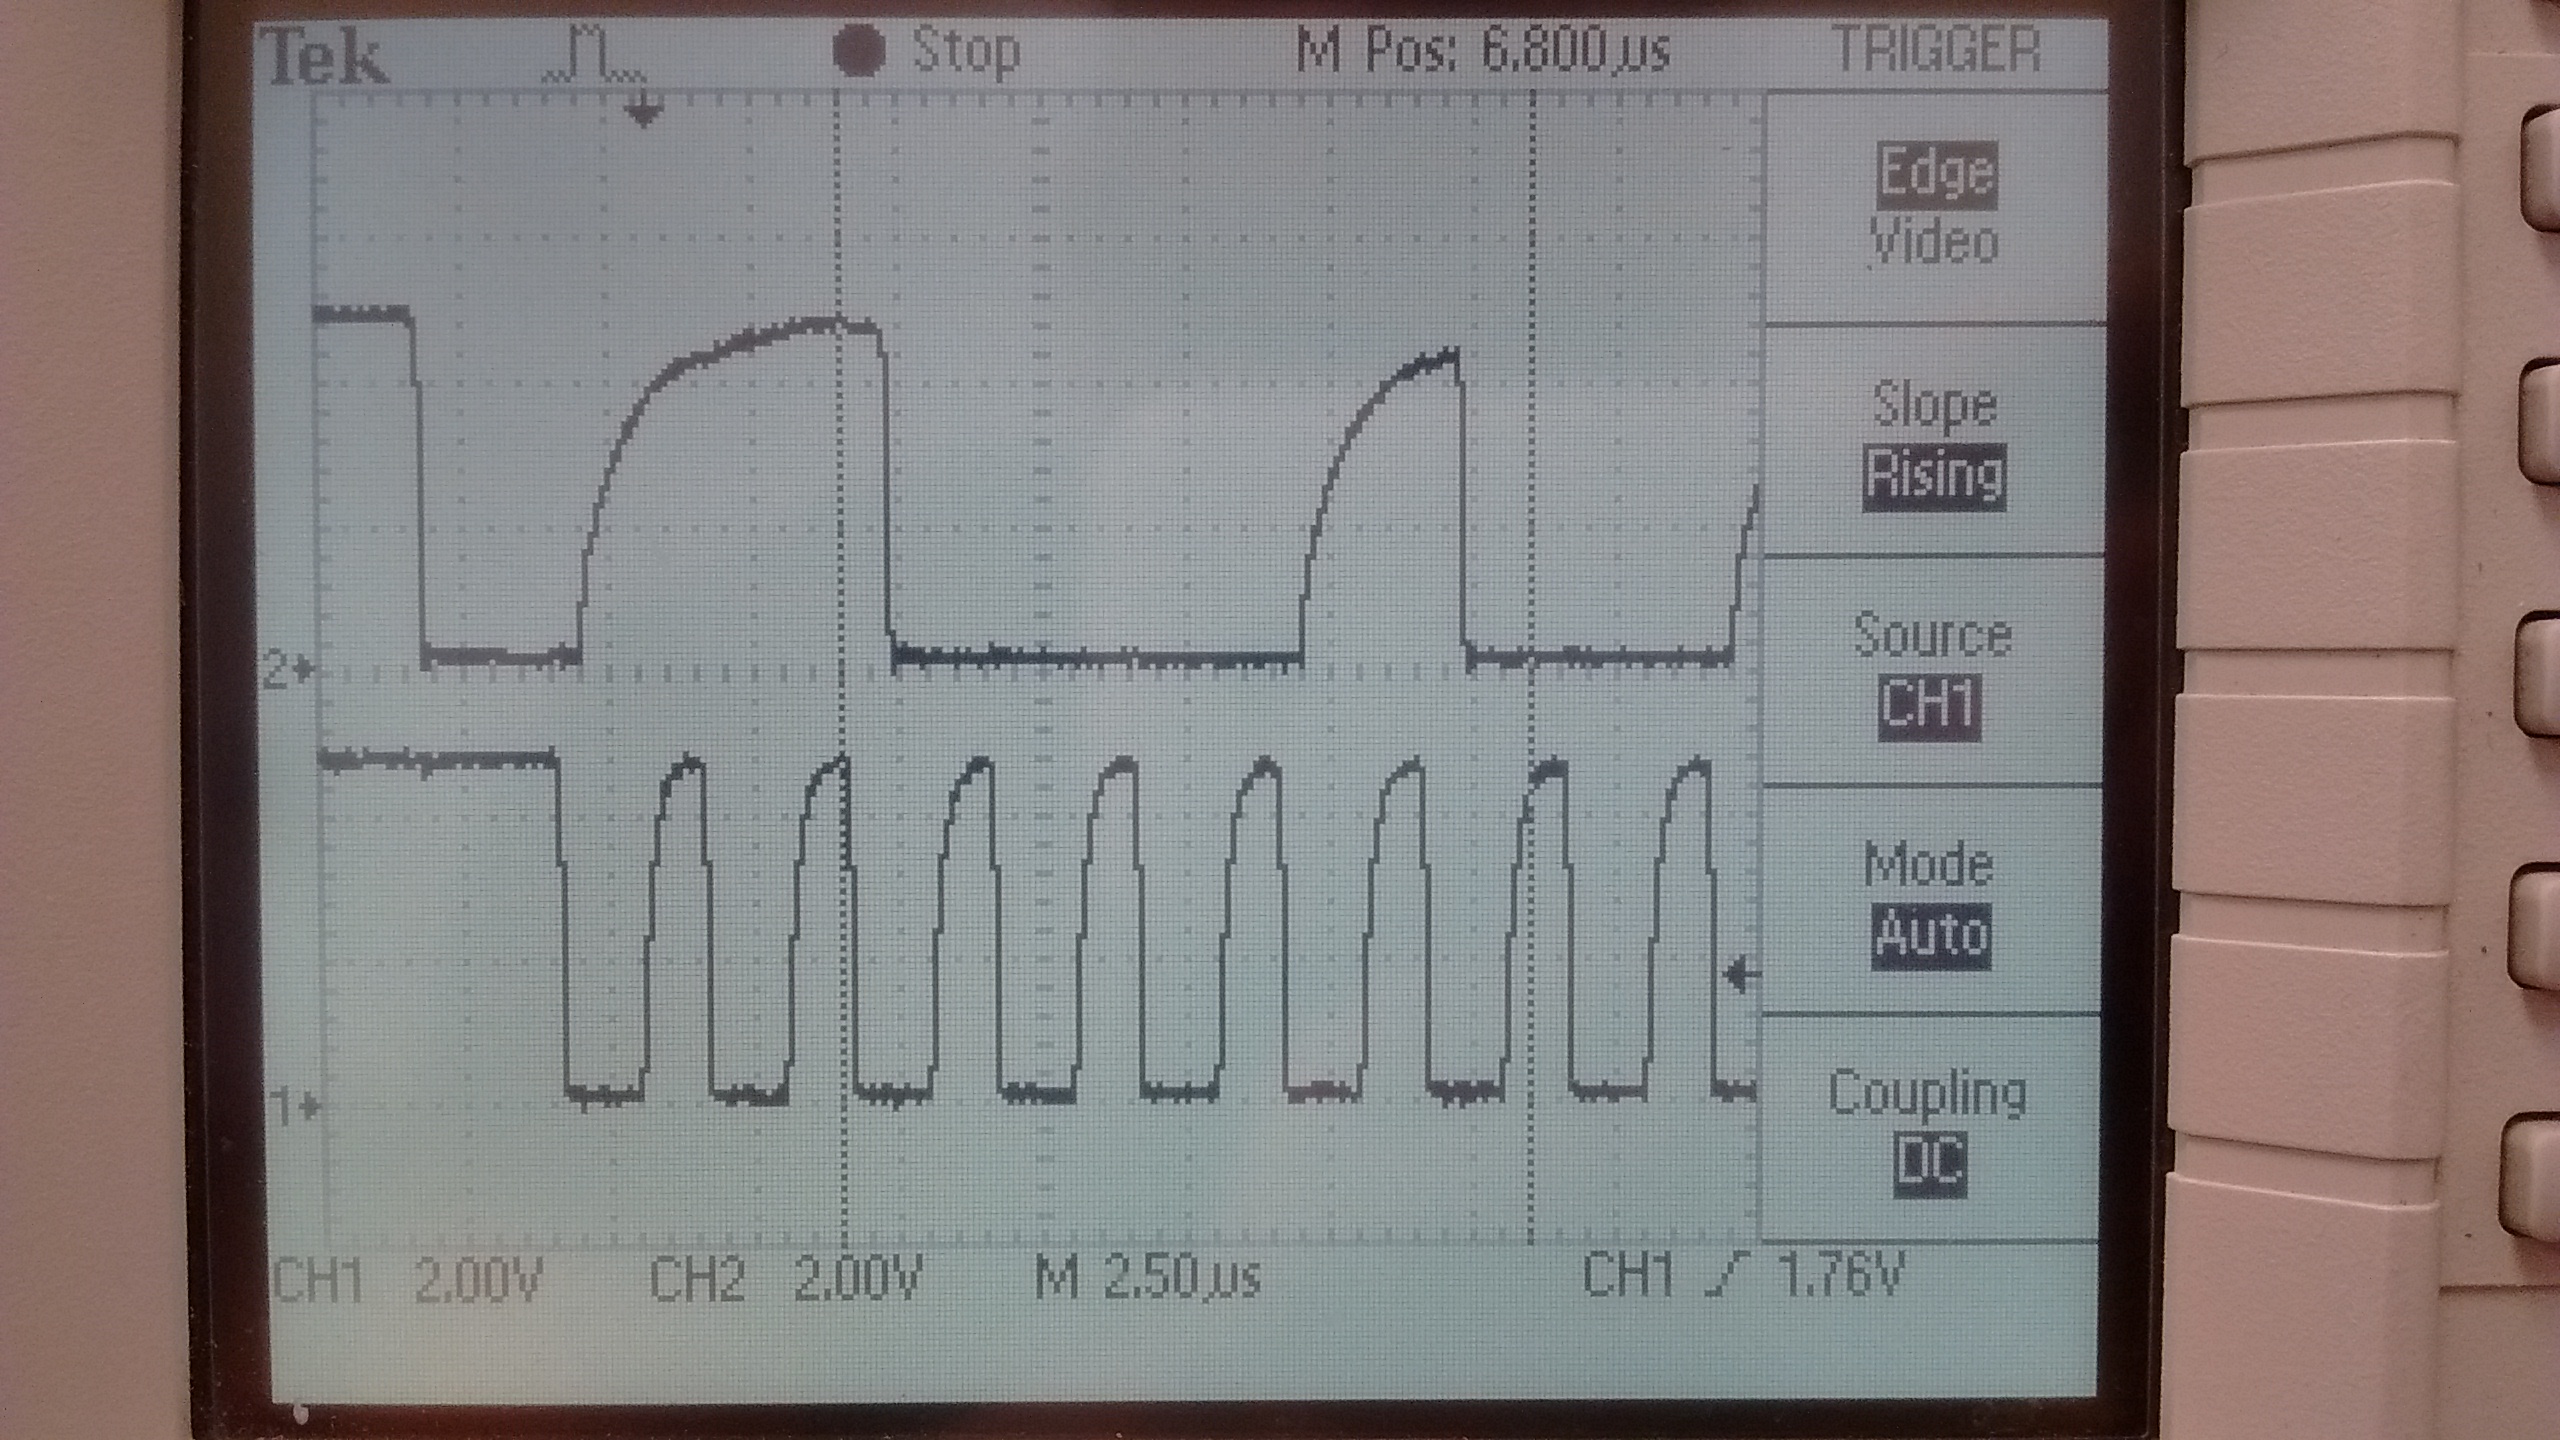 Tek Stop M Pos: 6.800µs TRIGGER
Edge
Video
Slope
Rising
Source
CH1
Mode
Auto
Coupling
DC
2
1
CH1 2.00V CH2 2.00V M 2.50µs CH1 1.76V